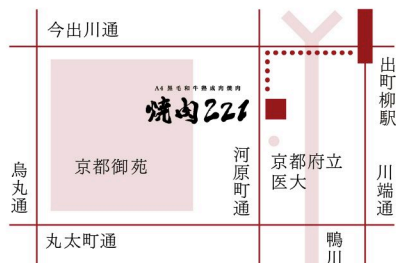 今出川通
出町柳駅
A4 黒毛和牛熟成肉焼肉
焼肉221
京都御苑
河原町通
京都府立
医大
川端通
烏丸通
丸太町通
鴨川